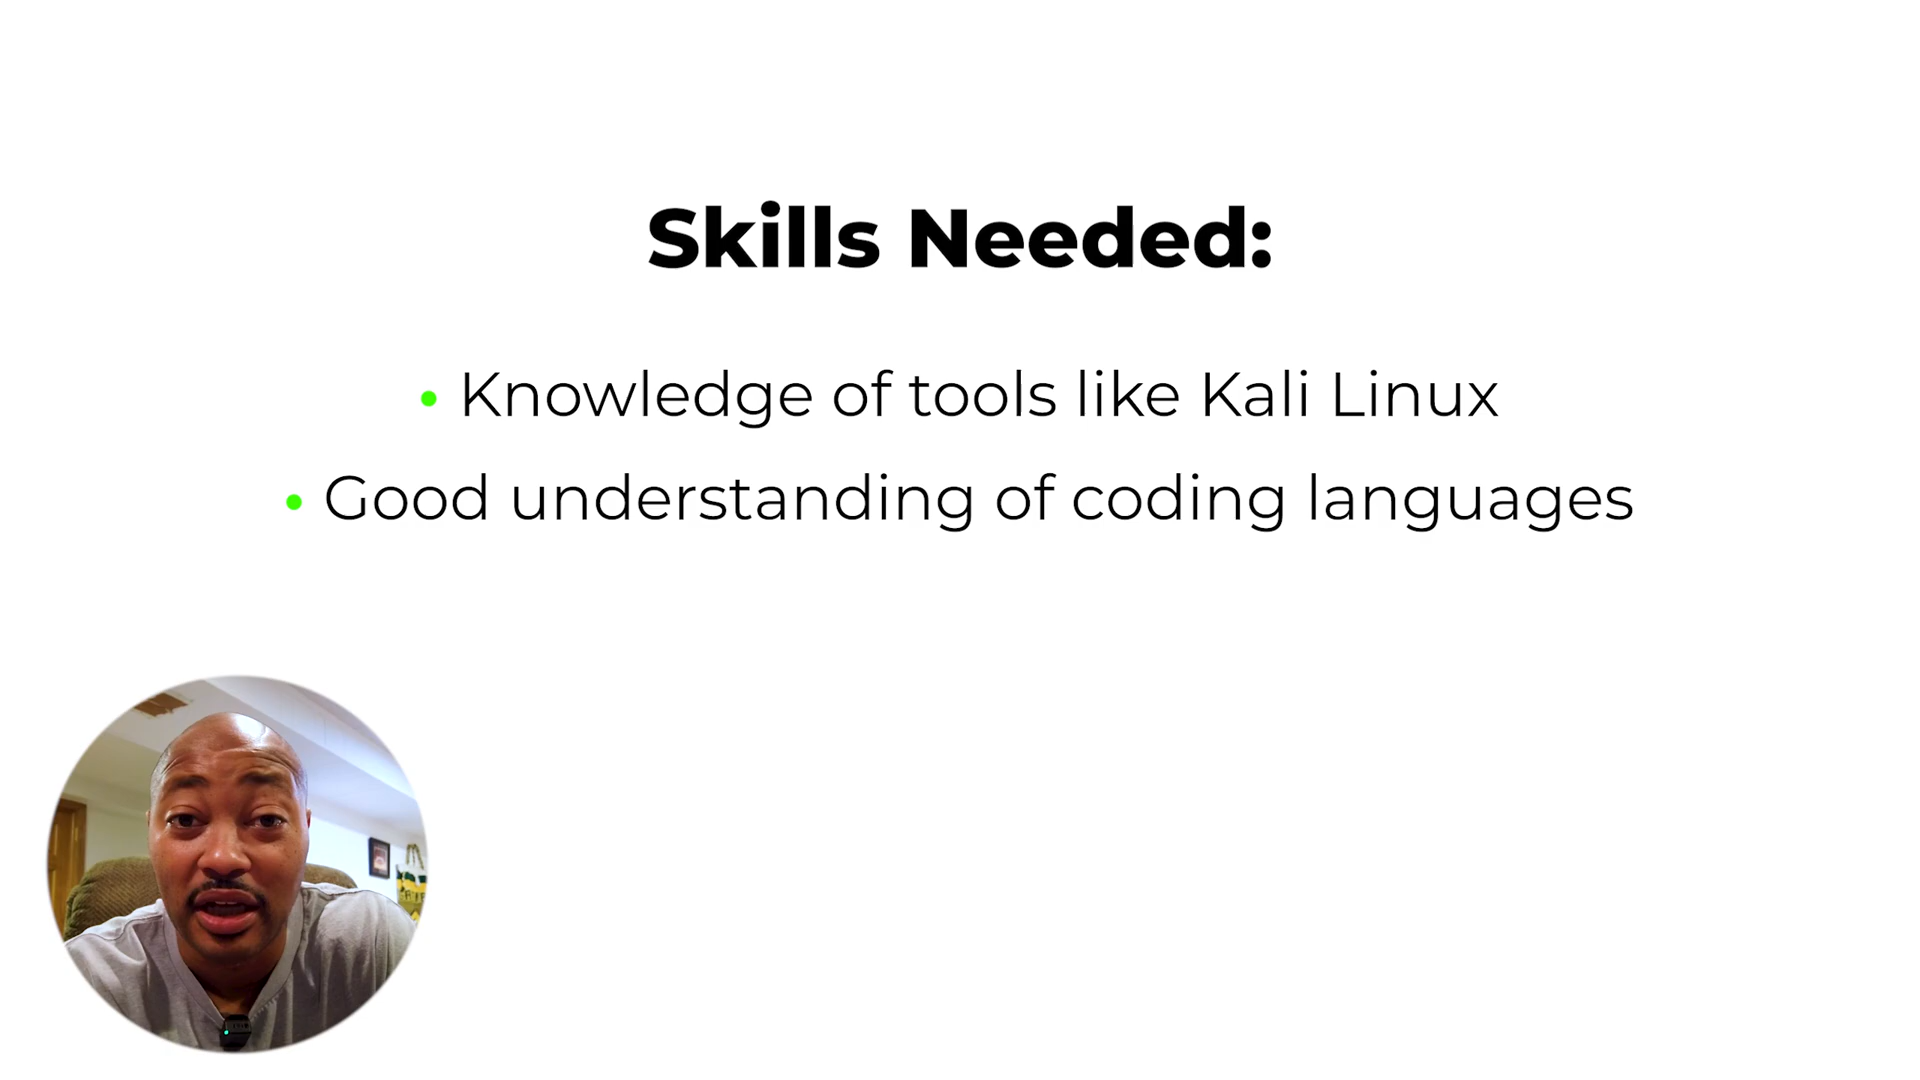 Skills Needed:
• Knowledge of tools like Kali Linux
• Good understanding of coding languages